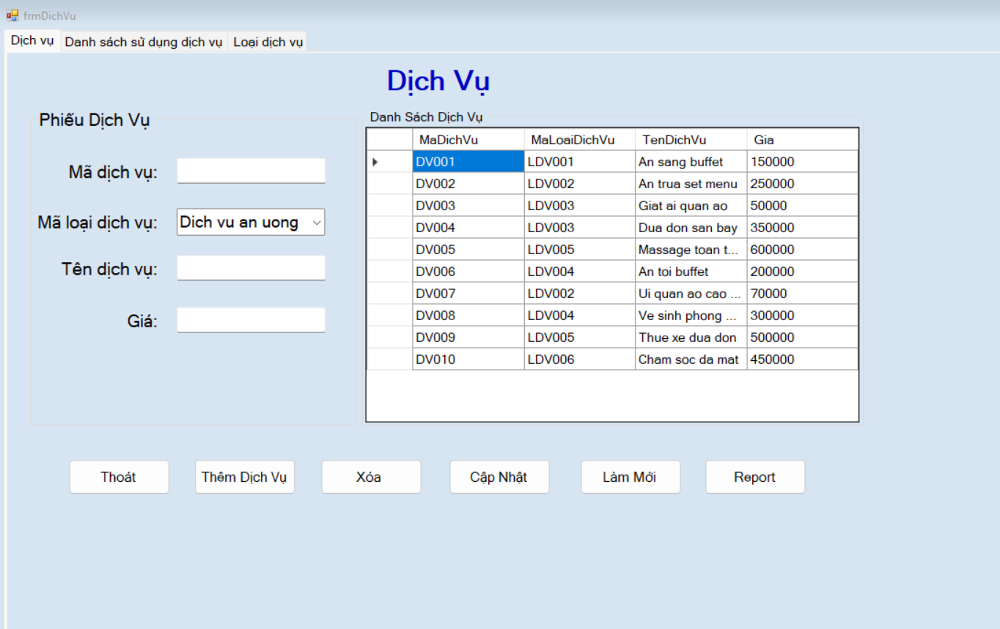 frmDichVu
Dịch vụ Danh sách sử dụng dịch vụ Loại dịch vụ
Dịch Vụ
Phiếu Dịch Vụ
Mã dịch vụ:
Mã loại dịch vụ: Dich vu an uong
Tên dịch vụ:
Giá:
Danh Sách Dịch Vụ
MaDichVu MaLoaiDichVu TenDichVu Gia
DV001 LDV001 An sang buffet 150000
DV002 LDV002 An trua set menu 250000
DV003 LDV003 Giat ai quan ao 50000
DV004 LDV003 Dua don san bay 350000
DV005 LDV005 Massage toan t... 600000
DV006 LDV004 An toi buffet 200000
DV007 LDV002 Ui quan ao cao ... 70000
DV008 LDV004 Ve sinh phong ... 300000
DV009 LDV005 Thue xe dua don 500000
DV010 LDV006 Cham soc da mat 450000
Thoát Thêm Dịch Vụ Xóa Cập Nhật Làm Mới Report